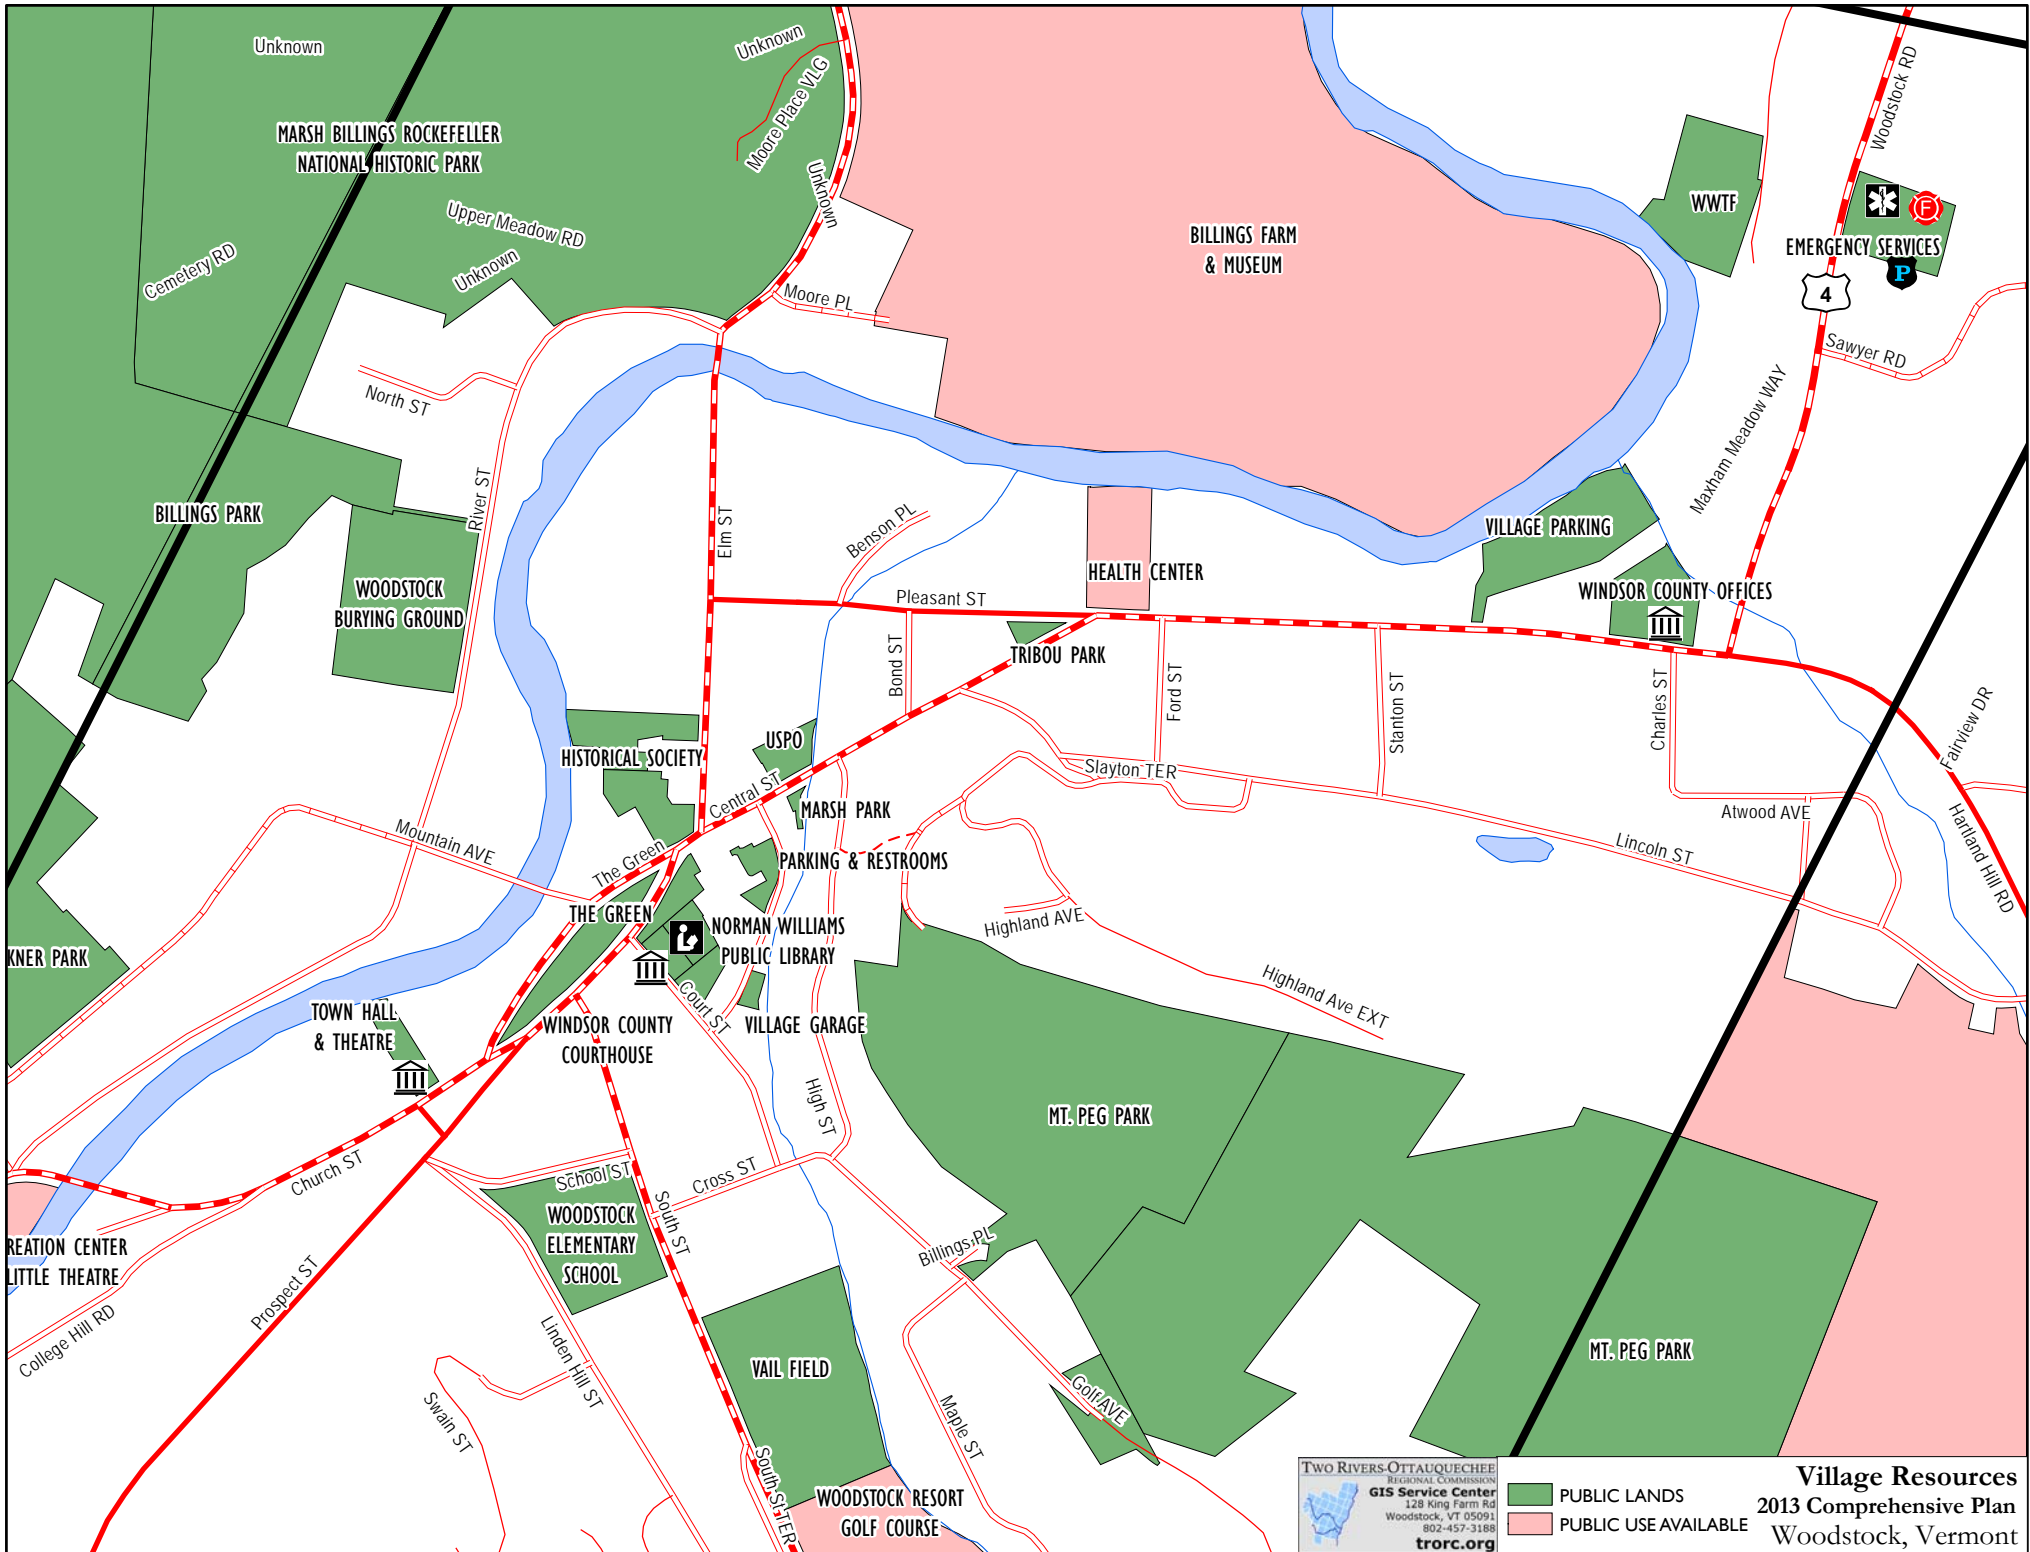 Unknown
Unknown
Moore Place VLG
MARSH BILLINGS ROCKEFELLER
NATIONAL HISTORIC PARK
Unknown
Upper Meadow RD
Unknown
Cemetery RD
Moore PL
BILLINGS FARM
& MUSEUM
WWTF
Woodstock RD
F
EMERGENCY SERVICES
P
4
Sawyer RD
Maxham Meadow WAY
North ST
River ST
BILLINGS PARK
WOODSTOCK
BURYING GROUND
Elm ST
Benson PL
Pleasant ST
HEALTH CENTER
VILLAGE PARKING
WINDSOR COUNTY OFFICES
TRIBOU PARK
Bond ST
Ford ST
Stanton ST
Charles ST
Fairview DR
HISTORICAL SOCIETY
USPO
Central ST
Slayton TER
MARSH PARK
Atwood AVE
Hartland Hill RD
Lincoln ST
Mountain AVE
The Green
PARKING & RESTROOMS
THE GREEN
NORMAN WILLIAMS
PUBLIC LIBRARY
Highland AVE
Highland Ave EXT
KNER PARK
TOWN HALL
& THEATRE
WINDSOR COUNTY
COURTHOUSE
Court ST
VILLAGE GARAGE
High ST
MT. PEG PARK
Church ST
School ST
Cross ST
WOODSTOCK
ELEMENTARY
SCHOOL
South ST
REATION CENTER
LITTLE THEATRE
College Hill RD
Prospect ST
Billings PL
Linden Hill ST
VAIL FIELD
Golf AVE
MT. PEG PARK
Swain ST
Maple ST
South St TER
WOODSTOCK RESORT
GOLF COURSE
TWO RIVERS-OTTAUQUECHEE
REGIONAL COMMISSION
GIS Service Center
128 King Farm Rd
Woodstock, VT 05091
802-457-3188
trorc.org
PUBLIC LANDS
PUBLIC USE AVAILABLE
Village Resources
2013 Comprehensive Plan
Woodstock, Vermont